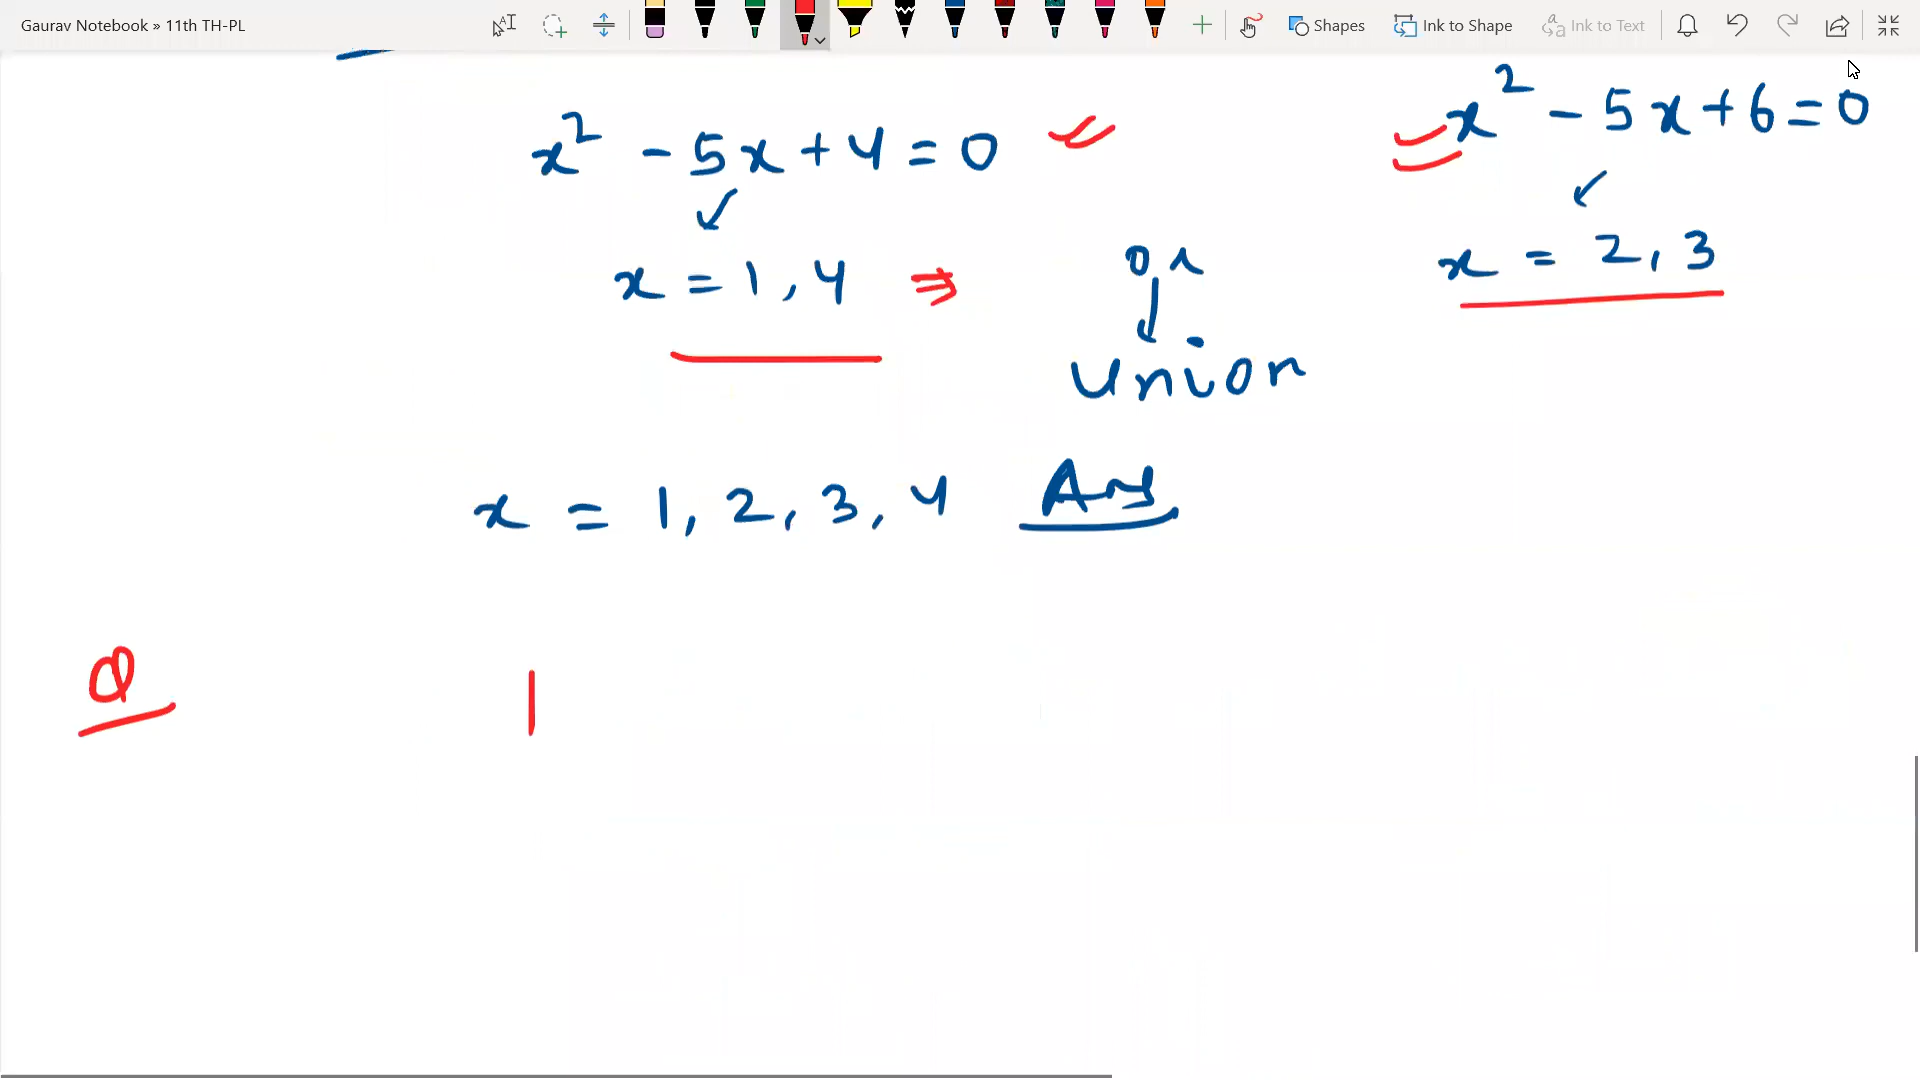 Gaurav Notebook » 11th TH-PL
Shapes Ink to Shape Ink to Text
x² - 5x + 4 = 0
x² - 5x + 6 = 0
x = 1, 4 ⇒
or
x = 2, 3
Union
x = 1, 2, 3, 4 Ans
Q |